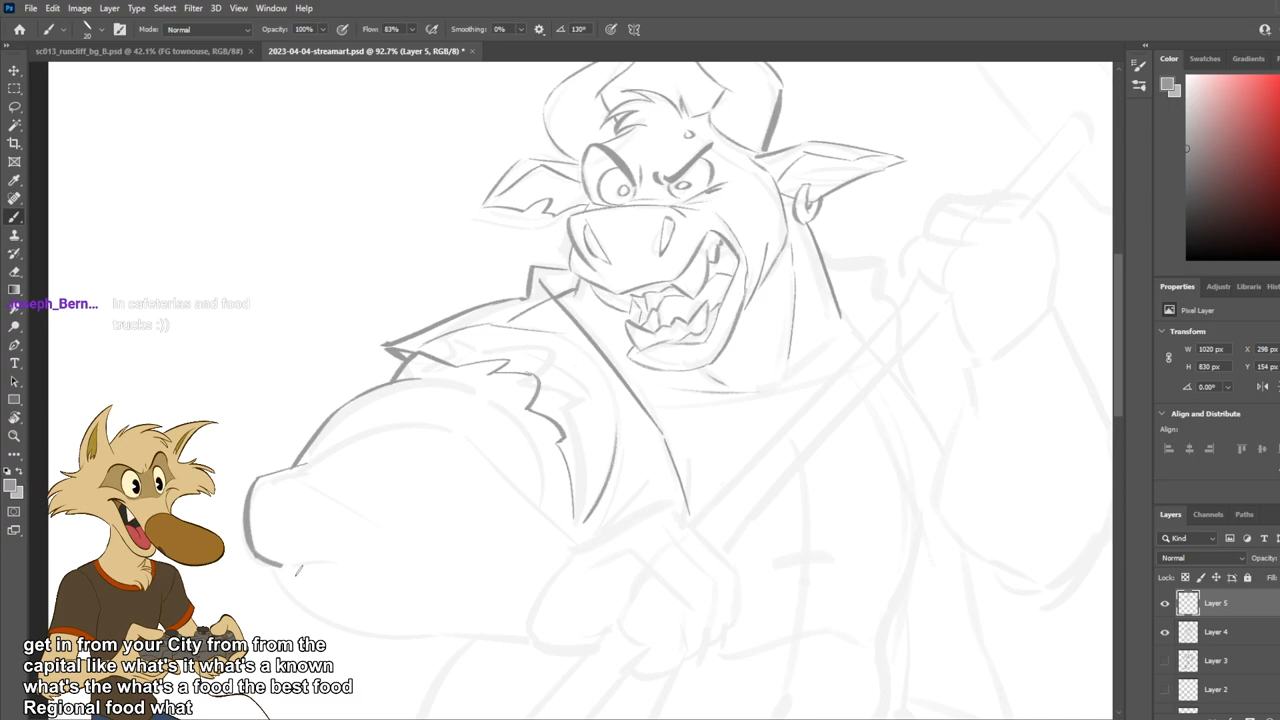 Ps File Edit Image Layer Type Select Filter 3D View Window Help
20 Mode: Normal Opacity: 100% Flow: 83% Smoothing: 0% 130°
sc013_runcliff_bg_B.psd @ 42.1% (FG townouse, RGB/8#) × 2023-04-04-streamart.psd @ 92.7% (Layer 5, RGB/8) * ×
Color Swatches Gradients
Properties Adjustr Libraris Hist
Pixel Layer
Transform
W 1020 px X 298 px
H 830 px Y 154 px
0.00°
Align and Distribute
Align:
Layers Channels Paths
Kind
Normal Opacity:
Lock: Fill:
Layer 5
Layer 4
Layer 3
Layer 2
Joseph_Bern... In cafeterias and food
trucks :))
get in from your City from from the
capital like what's it what's a known
what's the what's a food the best food
Regional food what